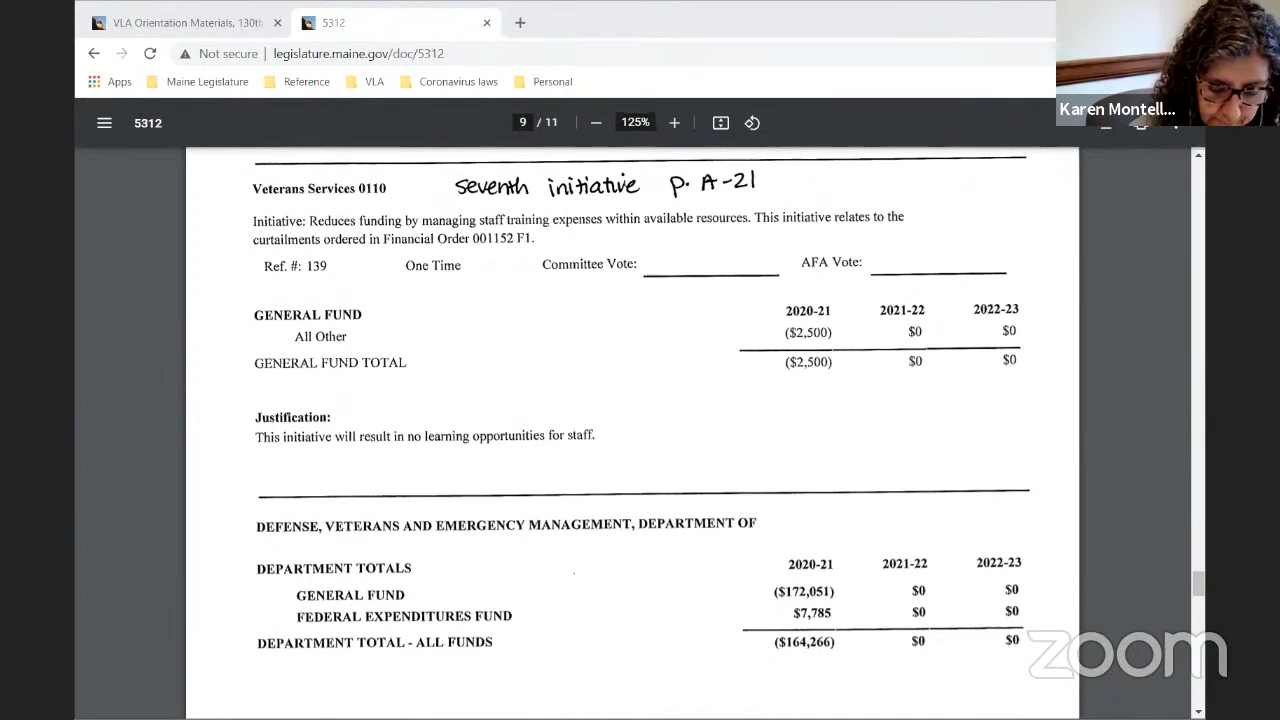 VLA Orientation Materials, 130th
5312
Not secure | legislature.maine.gov/doc/5312
Apps Maine Legislature Reference VLA Coronavirus laws Personal
Karen Montell...
5312 9 / 11 125%
Veterans Services 0110 seventh initiative p. A-21
Initiative: Reduces funding by managing staff training expenses within available resources. This initiative relates to the
curtailments ordered in Financial Order 001152 F1.
Ref. #: 139 One Time Committee Vote: AFA Vote:
GENERAL FUND 2020-21 2021-22 2022-23
All Other ($2,500) $0 $0
GENERAL FUND TOTAL ($2,500) $0 $0
Justification:
This initiative will result in no learning opportunities for staff.
DEFENSE, VETERANS AND EMERGENCY MANAGEMENT, DEPARTMENT OF
DEPARTMENT TOTALS 2020-21 2021-22 2022-23
GENERAL FUND ($172,051) $0 $0
FEDERAL EXPENDITURES FUND $7,785 $0 $0
DEPARTMENT TOTAL - ALL FUNDS ($164,266) $0 $0
zoom